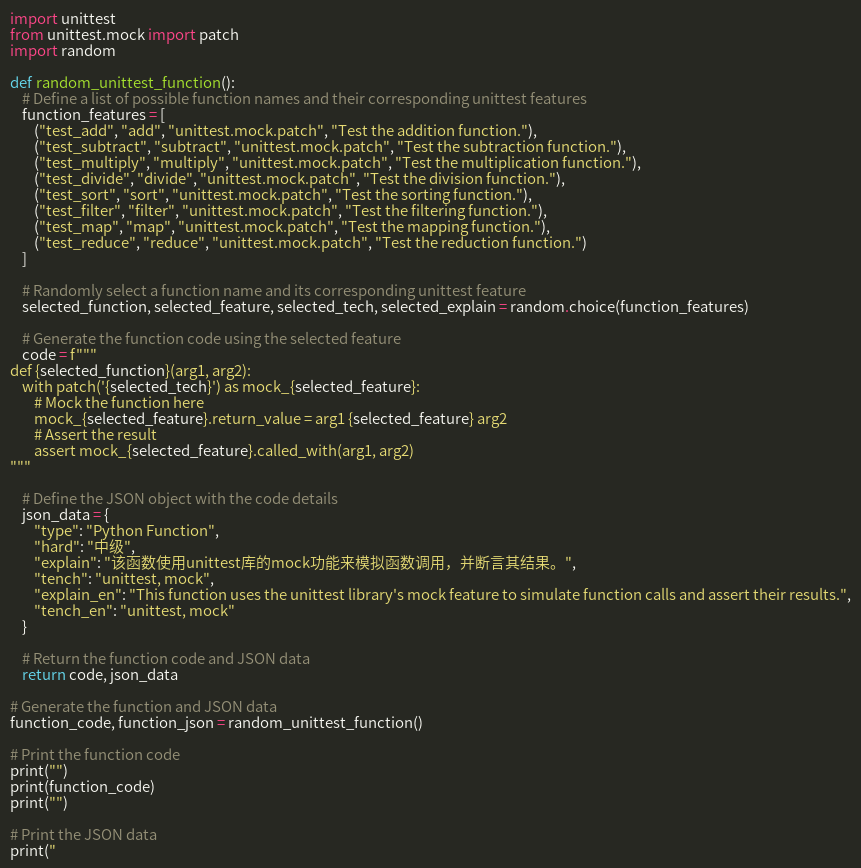 import unittest
from unittest.mock import patch
import random

def random_unittest_function():
    # Define a list of possible function names and their corresponding unittest features
    function_features = [
        ("test_add", "add", "unittest.mock.patch", "Test the addition function."),
        ("test_subtract", "subtract", "unittest.mock.patch", "Test the subtraction function."),
        ("test_multiply", "multiply", "unittest.mock.patch", "Test the multiplication function."),
        ("test_divide", "divide", "unittest.mock.patch", "Test the division function."),
        ("test_sort", "sort", "unittest.mock.patch", "Test the sorting function."),
        ("test_filter", "filter", "unittest.mock.patch", "Test the filtering function."),
        ("test_map", "map", "unittest.mock.patch", "Test the mapping function."),
        ("test_reduce", "reduce", "unittest.mock.patch", "Test the reduction function.")
    ]

    # Randomly select a function name and its corresponding unittest feature
    selected_function, selected_feature, selected_tech, selected_explain = random.choice(function_features)

    # Generate the function code using the selected feature
    code = f"""
def {selected_function}(arg1, arg2):
    with patch('{selected_tech}') as mock_{selected_feature}:
        # Mock the function here
        mock_{selected_feature}.return_value = arg1 {selected_feature} arg2
        # Assert the result
        assert mock_{selected_feature}.called_with(arg1, arg2)
"""

    # Define the JSON object with the code details
    json_data = {
        "type": "Python Function",
        "hard": "中级",
        "explain": "该函数使用unittest库的mock功能来模拟函数调用，并断言其结果。",
        "tench": "unittest, mock",
        "explain_en": "This function uses the unittest library's mock feature to simulate function calls and assert their results.",
        "tench_en": "unittest, mock"
    }

    # Return the function code and JSON data
    return code, json_data

# Generate the function and JSON data
function_code, function_json = random_unittest_function()

# Print the function code
print("")
print(function_code)
print("")

# Print the JSON data
print("